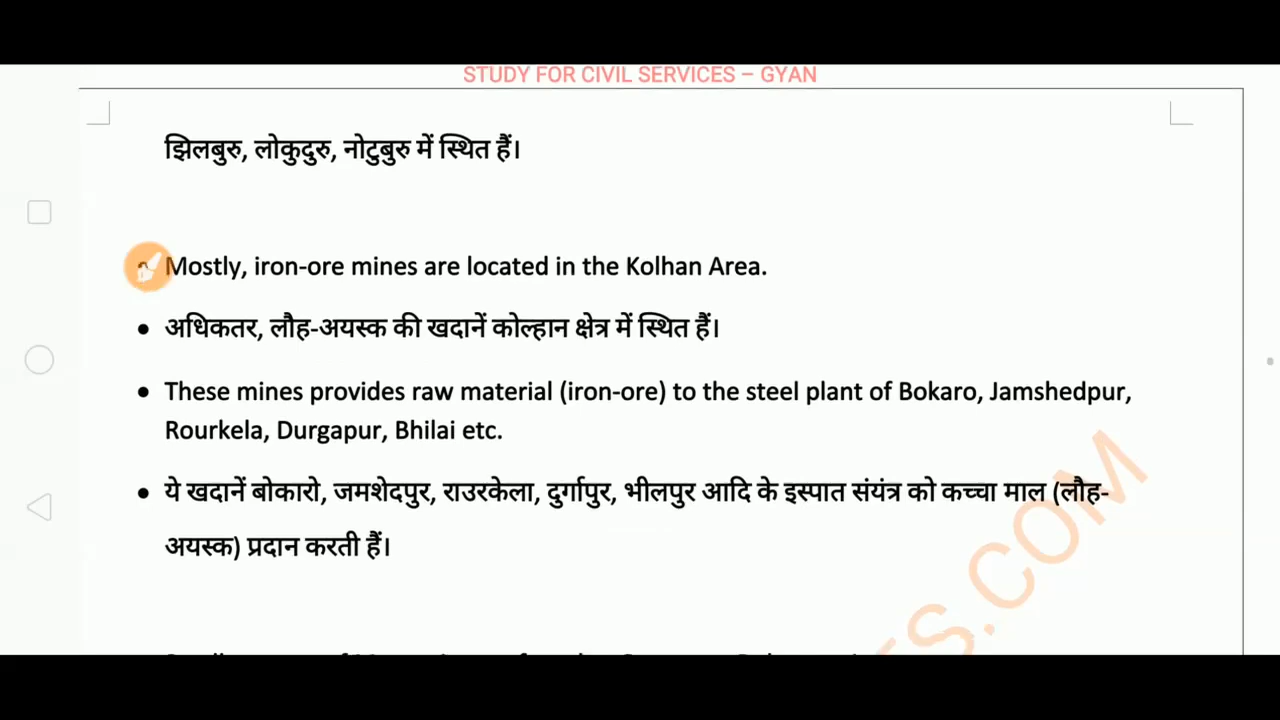 STUDY FOR CIVIL SERVICES – GYAN
झिलबुरु, लोकुदुरु, नोटुबुरु में स्थित हैं।
Mostly, iron-ore mines are located in the Kolhan Area.
• अधिकतर, लौह-अयस्क की खदानें कोल्हान क्षेत्र में स्थित हैं।
• These mines provides raw material (iron-ore) to the steel plant of Bokaro, Jamshedpur,
Rourkela, Durgapur, Bhilai etc.
• ये खदानें बोकारो, जमशेदपुर, राउरकेला, दुर्गापुर, भीलपुर आदि के इस्पात संयंत्र को कच्चा माल (लौह-
अयस्क) प्रदान करती हैं।
S.COM